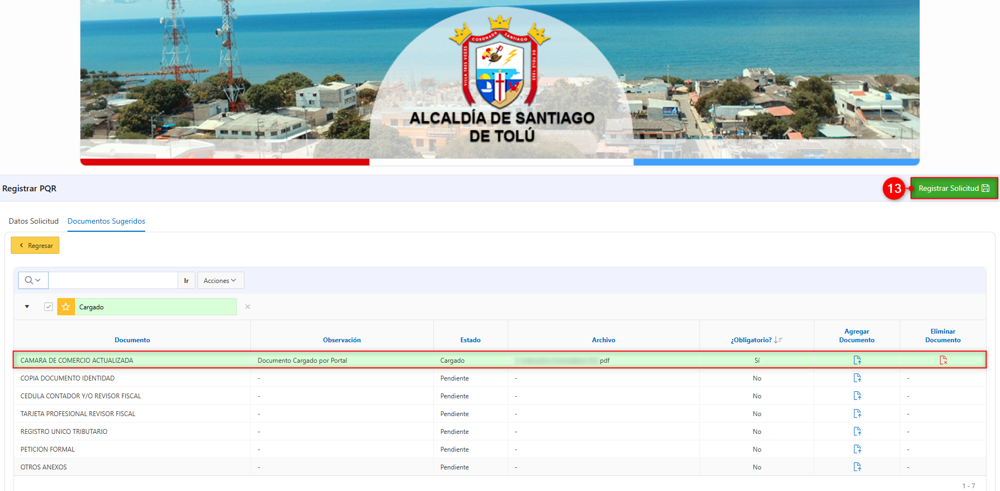 CORONADA SANTIAGO
VILLA TRES VECES
DE TOLÚ 1535
ALCALDÍA DE SANTIAGO
DE TOLÚ
Registrar PQR
13
Registrar Solicitud
Datos Solicitud Documentos Sugeridos
Regresar
Ir Acciones
Cargado
Documento Observación Estado Archivo ¿Obligatorio? Agregar Documento Eliminar Documento
CAMARA DE COMERCIO ACTUALIZADA Documento Cargado por Portal Cargado pdf Sí
COPIA DOCUMENTO IDENTIDAD - Pendiente - No -
CEDULA CONTADOR Y/O REVISOR FISCAL - Pendiente - No -
TARJETA PROFESIONAL REVISOR FISCAL - Pendiente - No -
REGISTRO UNICO TRIBUTARIO - Pendiente - No -
PETICION FORMAL - Pendiente - No -
OTROS ANEXOS - Pendiente - No -
1 - 7